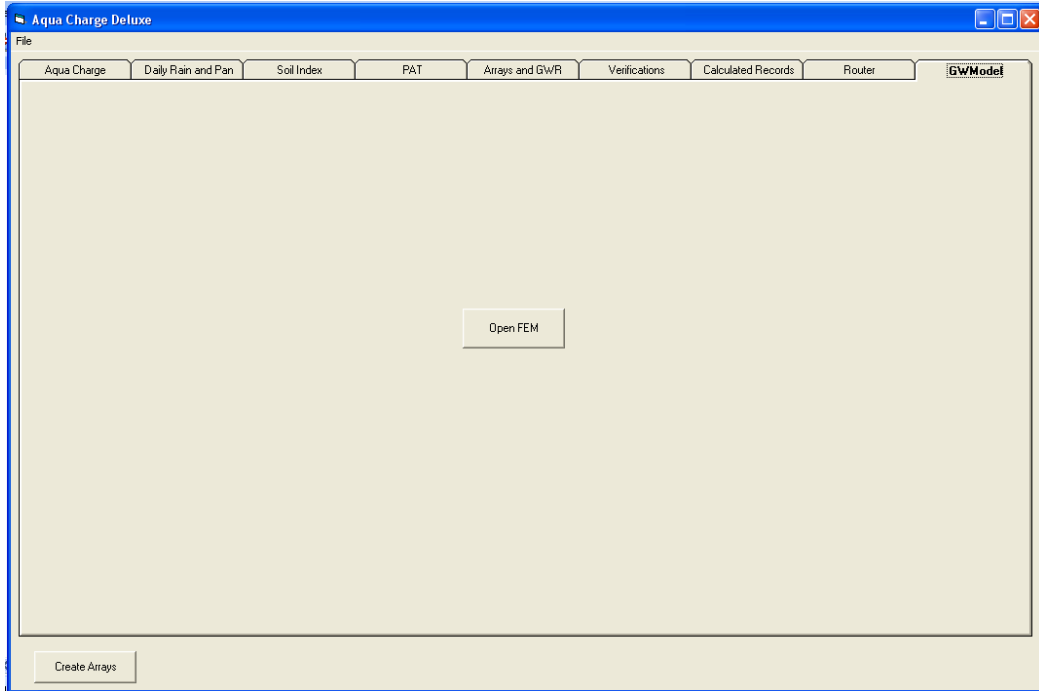 Aqua Charge Deluxe
File
Aqua Charge Daily Rain and Pan Soil Index PAT Arrays and GWR Verifications Calculated Records Router GWModel
Open FEM
Create Arrays